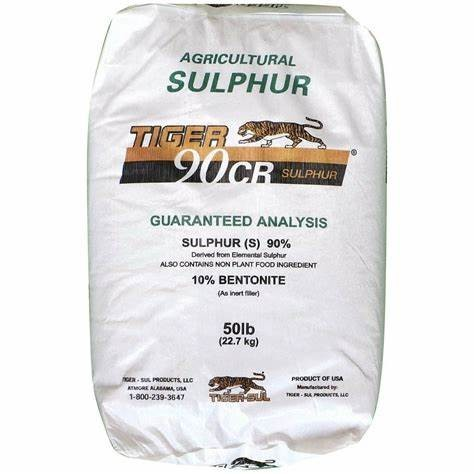 AGRICULTURAL
SULPHUR
TIGER
90CR SULPHUR ®
GUARANTEED ANALYSIS
SULPHUR (S) 90%
Derived from Elemental Sulphur
ALSO CONTAINS NON PLANT FOOD INGREDIENT
10% BENTONITE
(As inert filler)
50lb
(22.7 kg)
TIGER - SUL PRODUCTS, LLC
ATMORE ALABAMA, USA
1-800-239-3647
TIGER-SUL
PRODUCT OF USA
Manufactured by:
TIGER - SUL PRODUCTS, LLC